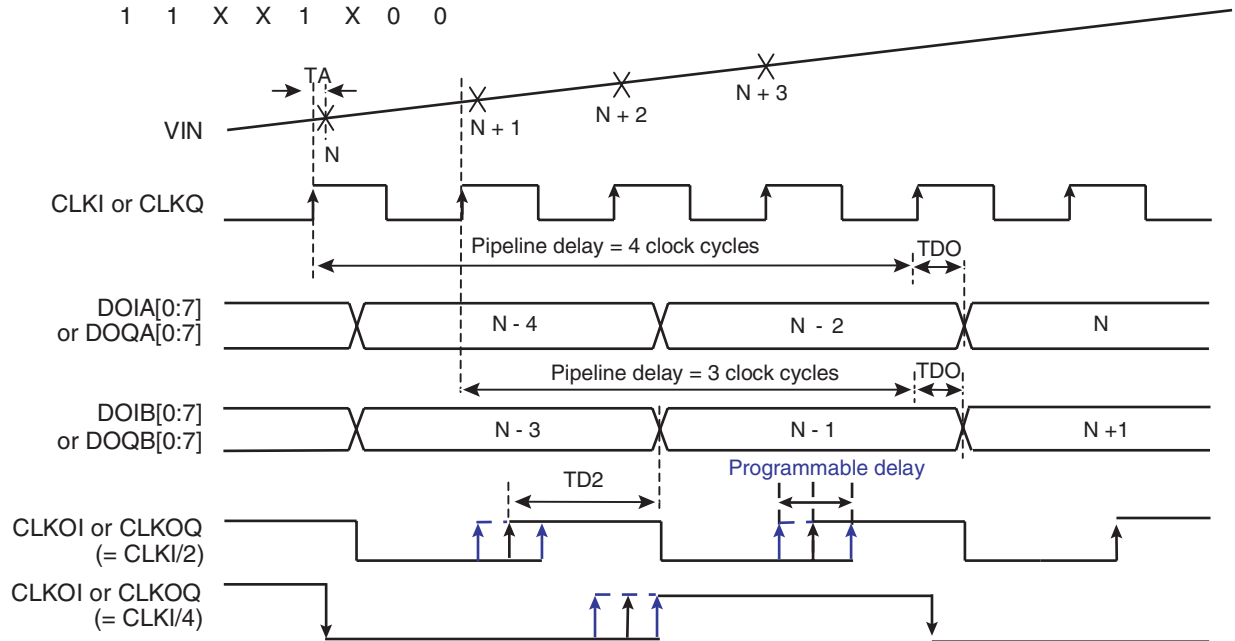 1 1 X X 1 X 0 0
TA
VIN
N
N + 1
N + 2
N + 3
CLKI or CLKQ
Pipeline delay = 4 clock cycles
TDO
DOIA[0:7]
or DOQA[0:7]
N - 4
N - 2
N
Pipeline delay = 3 clock cycles
TDO
DOIB[0:7]
or DOQB[0:7]
N - 3
N - 1
N +1
TD2
Programmable delay
CLKOI or CLKOQ
(= CLKI/2)
CLKOI or CLKOQ
(= CLKI/4)